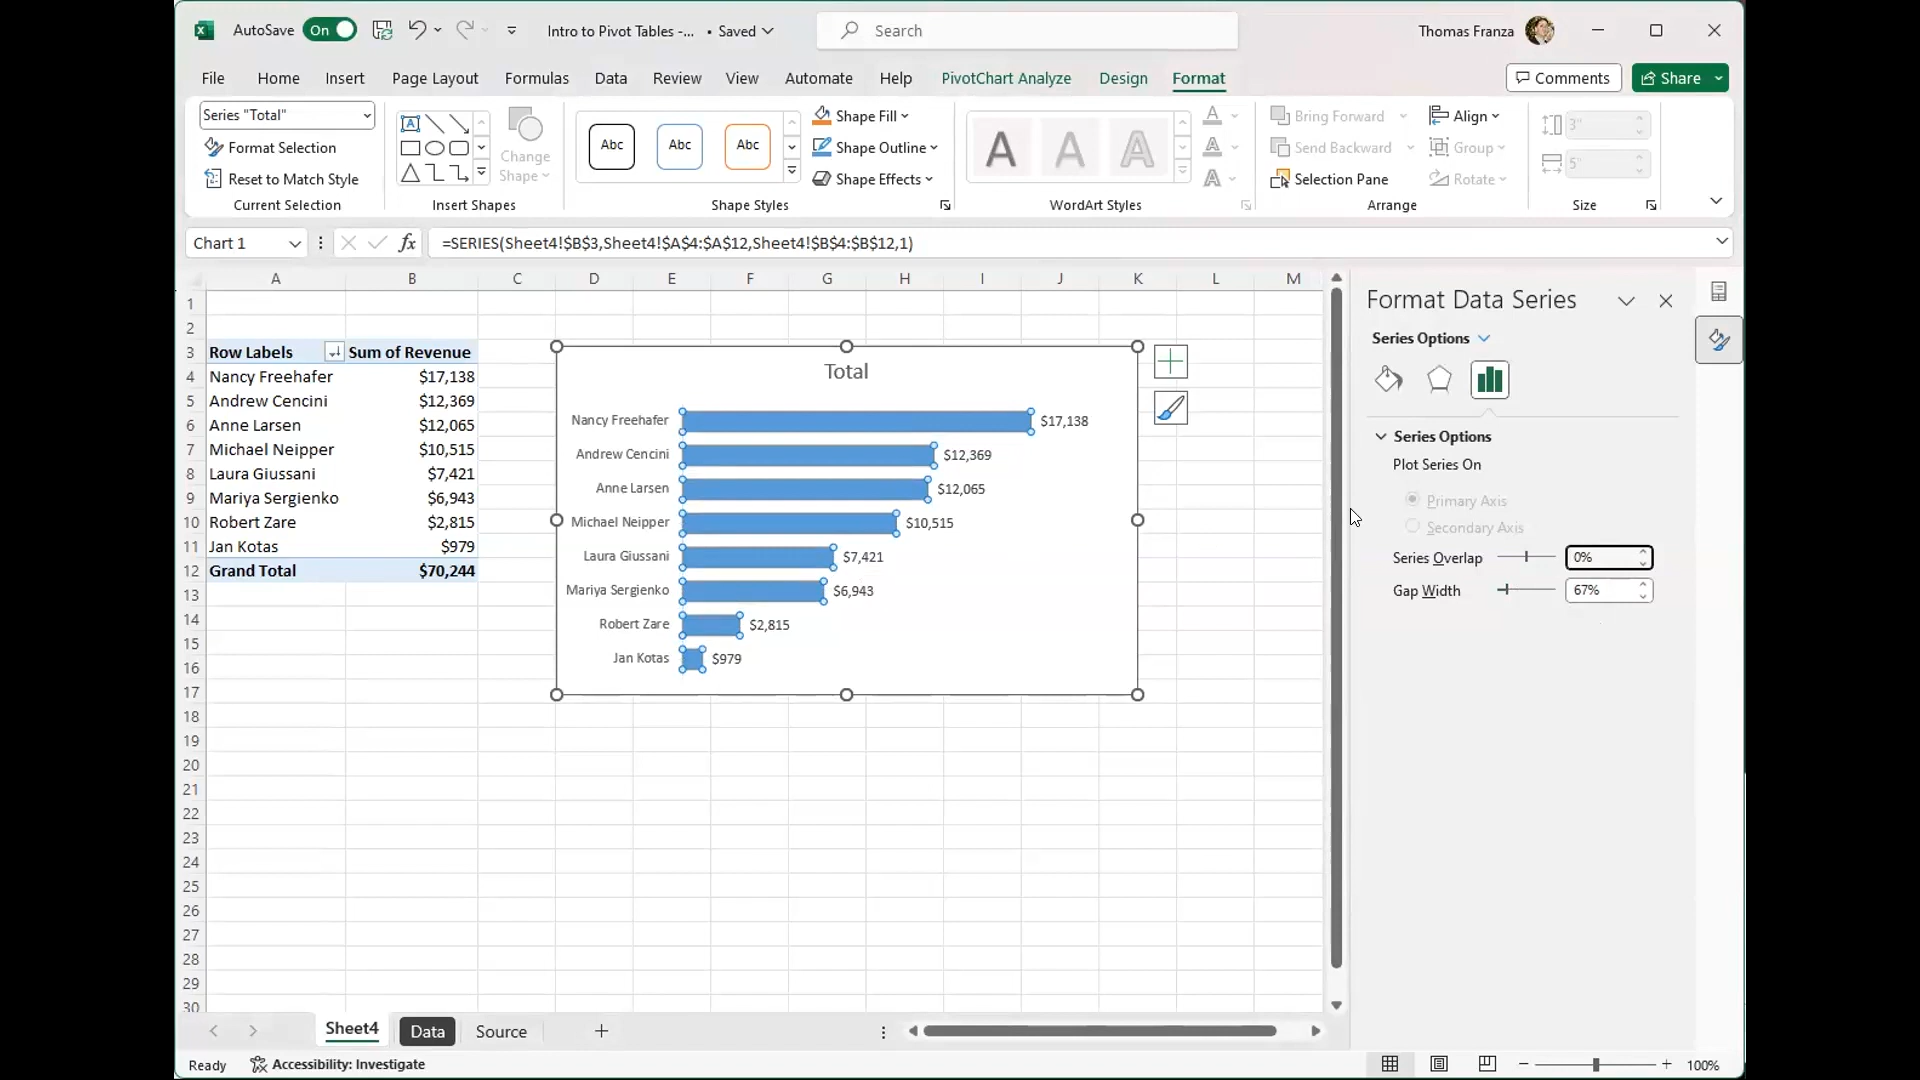 AutoSave On Intro to Pivot Tables -... • Saved Search Thomas Franza
File Home Insert Page Layout Formulas Data Review View Automate Help PivotChart Analyze Design Format Comments Share
Series "Total"
Format Selection
Reset to Match Style
Current Selection
Change
Shape
Insert Shapes
Abc Abc Abc
Shape Fill
Shape Outline
Shape Effects
Shape Styles
A A A
WordArt Styles
Bring Forward
Send Backward
Selection Pane
Align
Group
Rotate
Arrange
3"
5"
Size
Chart 1 fx =SERIES(Sheet4!$B$3,Sheet4!$A$4:$A$12,Sheet4!$B$4:$B$12,1)
A B C D E F G H I J K L M
1
2
3 Row Labels Sum of Revenue
4 Nancy Freehafer $17,138
5 Andrew Cencini $12,369
6 Anne Larsen $12,065
7 Michael Neipper $10,515
8 Laura Giussani $7,421
9 Mariya Sergienko $6,943
10 Robert Zare $2,815
11 Jan Kotas $979
12 Grand Total $70,244
13
14
15
16
17
18
19
20
21
22
23
24
25
26
27
28
29
30
Total
Nancy Freehafer $17,138
Andrew Cencini $12,369
Anne Larsen $12,065
Michael Neipper $10,515
Laura Giussani $7,421
Mariya Sergienko $6,943
Robert Zare $2,815
Jan Kotas $979
Format Data Series
Series Options
Series Options
Plot Series On
Primary Axis
Secondary Axis
Series Overlap 0%
Gap Width 67%
Sheet4 Data Source
Ready Accessibility: Investigate 100%